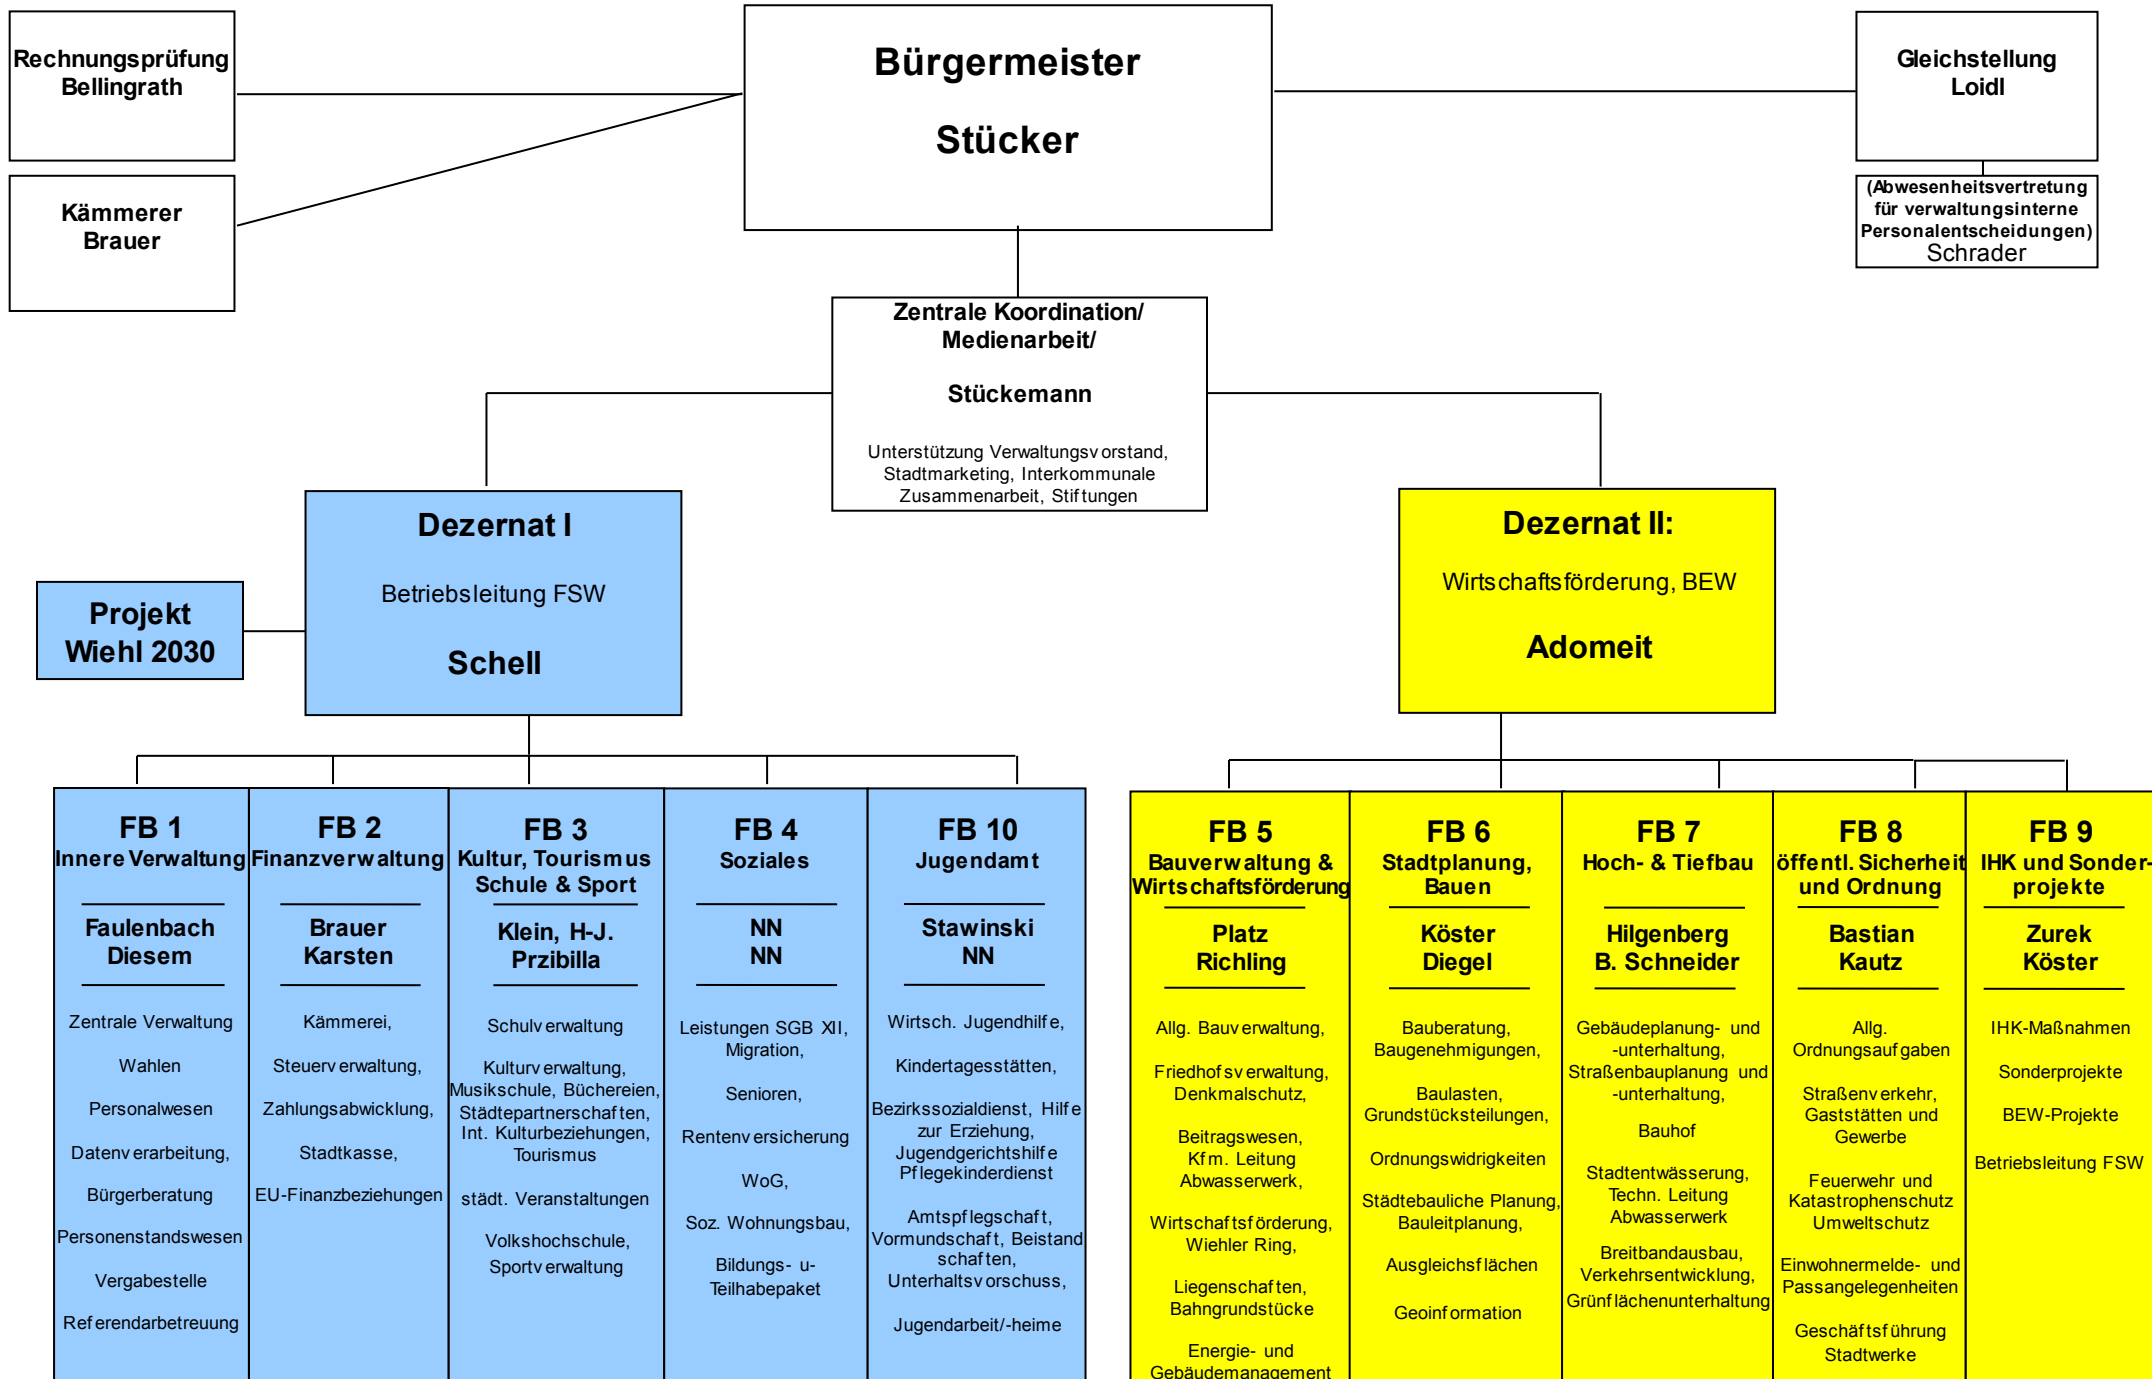 Rechnungsprüfung
Bellingrath
Kämmerer
Brauer
Bürgermeister
Stücker
Gleichstellung
Loidl
(Abwesenheitsvertretung
für verwaltungsinterne
Personalentscheidungen)
Schrader
Zentrale Koordination/
Medienarbeit/
Stückemann
Unterstützung Verwaltungsvorstand,
Stadtmarketing, Interkommunale
Zusammenarbeit, Stiftungen
Projekt
Wiehl 2030
Dezernat I
Betriebsleitung FSW
Schell
Dezernat II:
Wirtschaftsförderung, BEW
Adomeit
FB 1
Innere Verwaltung
Faulenbach
Diesem
Zentrale Verwaltung
Wahlen
Personalwesen
Datenverarbeitung,
Bürgerberatung
Personenstandswesen
Vergabestelle
Referendarbetreuung
FB 2
Finanzverwaltung
Brauer
Karsten
Kämmerei,
Steuerverwaltung,
Zahlungsabwicklung,
Stadtkasse,
EU-Finanzbeziehungen
FB 3
Kultur, Tourismus
Schule & Sport
Klein, H-J.
Przibilla
Schulverwaltung
Kulturverwaltung,
Musikschule, Büchereien,
Städtepartnerschaften,
Int. Kulturbeziehungen,
Tourismus
städt. Veranstaltungen
Volkshochschule,
Sportverwaltung
FB 4
Soziales
NN
NN
Leistungen SGB XII,
Migration,
Senioren,
Rentenversicherung
WoG,
Soz. Wohnungsbau,
Bildungs- u-
Teilhabepaket
FB 10
Jugendamt
Stawinski
NN
Wirtsch. Jugendhilfe,
Kindertagesstätten,
Bezirkssozialdienst, Hilfe
zur Erziehung,
Jugendgerichtshilfe
Pflegekinderdienst
Amtspflegschaft,
Vormundschaft, Beistand
schaften,
Unterhaltsvorschuss,
Jugendarbeit/-heime
FB 5
Bauverwaltung &
Wirtschaftsförderung
Platz
Richling
Allg. Bauverwaltung,
Friedhofsverwaltung,
Denkmalschutz,
Beitragswesen,
Kfm. Leitung
Abwasserwerk,
Wirtschaftsförderung,
Wiehler Ring,
Liegenschaften,
Bahngrundstücke
Energie- und
Gebäudemanagement
FB 6
Stadtplanung,
Bauen
Köster
Diegel
Bauberatung,
Baugenehmigungen,
Baulasten,
Grundstücksteilungen,
Ordnungswidrigkeiten
Städtebauliche Planung,
Bauleitplanung,
Ausgleichsflächen
Geoinformation
FB 7
Hoch- & Tiefbau
Hilgenberg
B. Schneider
Gebäudeplanung- und
-unterhaltung,
Straßenbauplanung und
-unterhaltung,
Bauhof
Stadtentwässerung,
Techn. Leitung
Abwasserwerk
Breitbandausbau,
Verkehrsentwicklung,
Grünflächenunterhaltung
FB 8
öffentl. Sicherheit
und Ordnung
Bastian
Kautz
Allg.
Ordnungsaufgaben
Straßenverkehr,
Gaststätten und
Gewerbe
Feuerwehr und
Katastrophenschutz
Umweltschutz
Einwohnermelde- und
Passangelegenheiten
Geschäftsführung
Stadtwerke
FB 9
IHK und Sonder-
projekte
Zurek
Köster
IHK-Maßnahmen
Sonderprojekte
BEW-Projekte
Betriebsleitung FSW